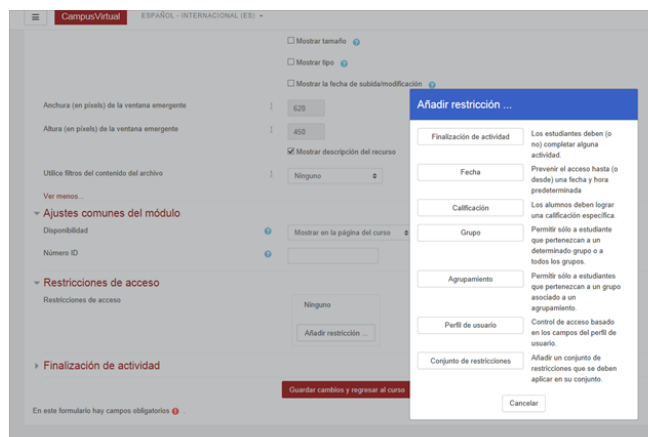 CampusVirtual ESPAÑOL - INTERNACIONAL (ES)
Mostrar tamaño
Mostrar tipo
Mostrar la fecha de subida/modificación
Anchura (en píxels) de la ventana emergente
620
Altura (en píxels) de la ventana emergente
450
Mostrar descripción del recurso
Utilice filtros del contenido del archivo
Ninguno
Ver menos...
Ajustes comunes del módulo
Disponibilidad
Mostrar en la página del curso
Número ID
Restricciones de acceso
Restricciones de acceso
Ninguno
Añadir restricción ...
Finalización de actividad
Guardar cambios y regresar al curso
En este formulario hay campos obligatorios
Añadir restricción ...
Finalización de actividad
Los estudiantes deben (o
no) completar alguna
actividad.
Fecha
Prevenir el acceso hasta (o
desde) una fecha y hora
predeterminada
Calificación
Los alumnos deben lograr
una calificación específica.
Grupo
Permitir sólo a estudiante
que pertenezcan a un
determinado grupo o a
todos los grupos.
Agrupamiento
Permitir sólo a estudiantes
que pertenezcan a un grupo
asociado a un
agrupamiento.
Perfil de usuario
Control de acceso basado
en los campos del perfil de
usuario.
Conjunto de restricciones
Añadir un conjunto de
restricciones que se deben
aplicar en su conjunto.
Cancelar